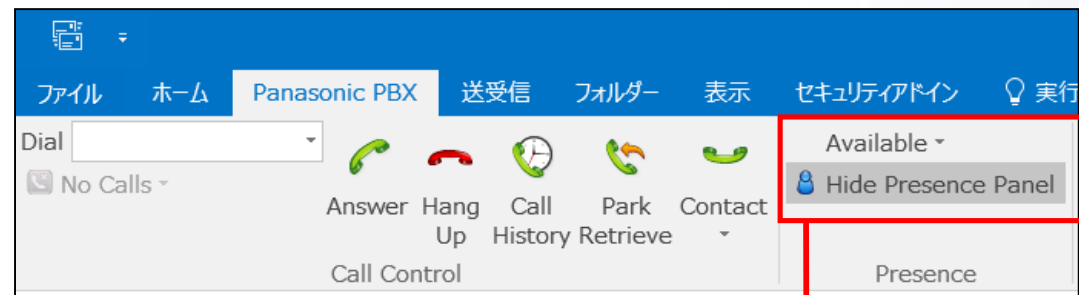 ファイル ホーム Panasonic PBX 送受信 フォルダー 表示 セキュリティアドイン 実行
Dial
No Calls
Answer
Hang
Up
Call
History
Park
Retrieve
Contact
Call Control
Available
Hide Presence Panel
Presence